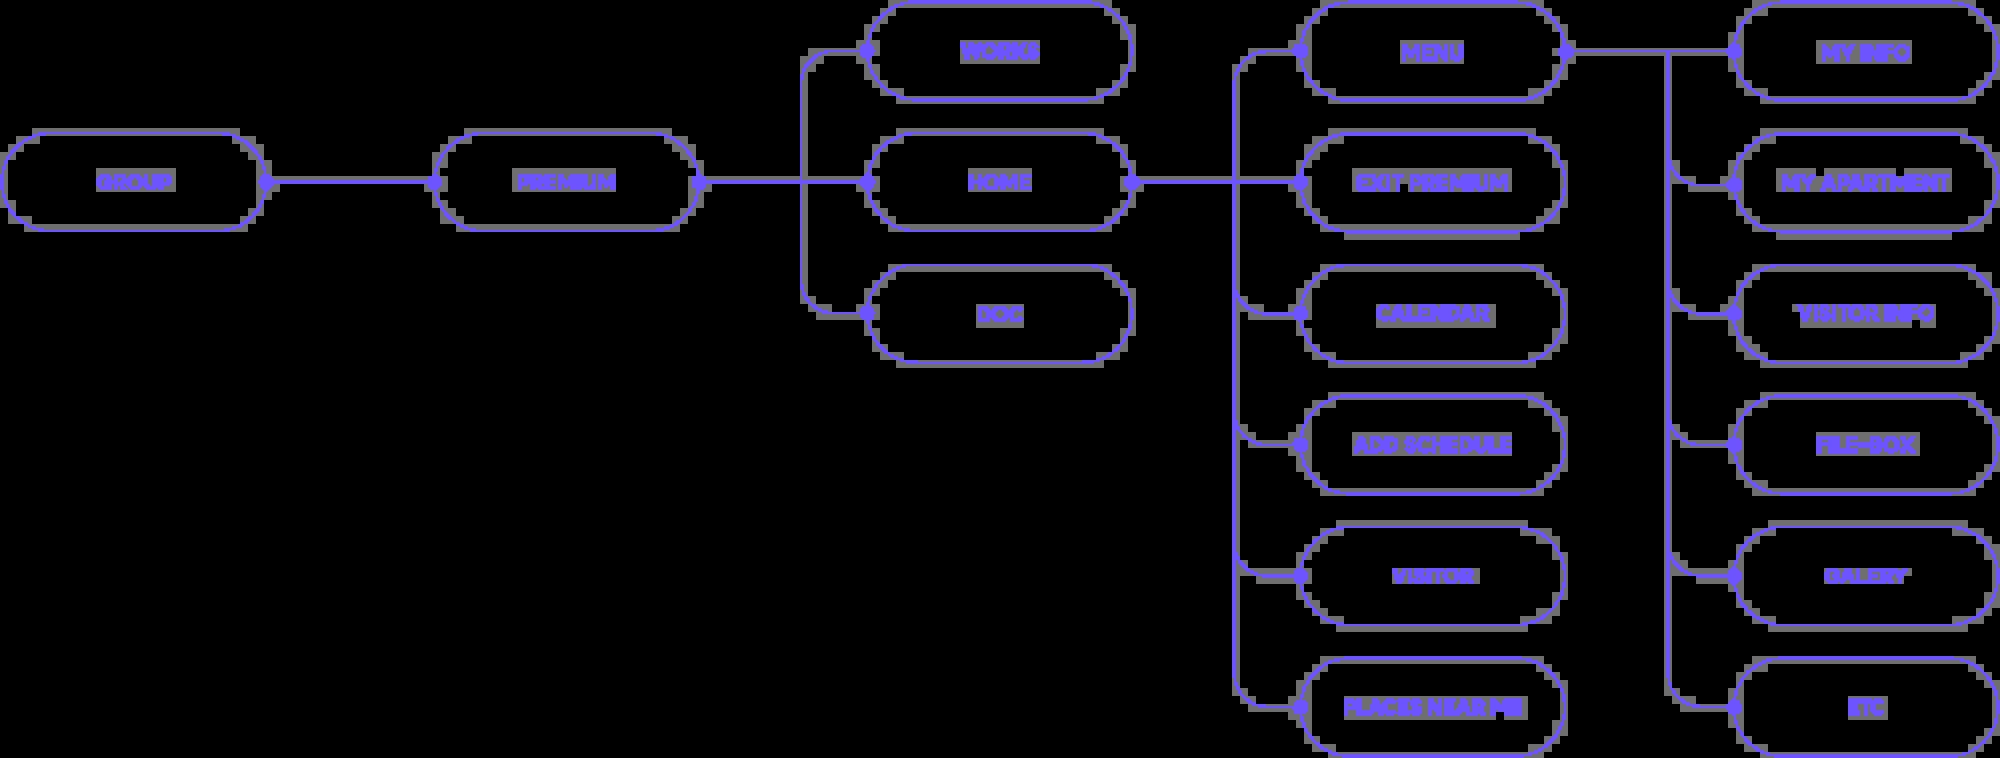 GROUP
PREMIUM
WORKS
HOME
DOC
MENU
EXIT PREMIUM
CALENDAR
ADD SCHEDULE
VISITOR
PLACES NEAR ME
MY INFO
MY APARTMENT
VISITOR INFO
FILE-BOX
GALERY
ETC